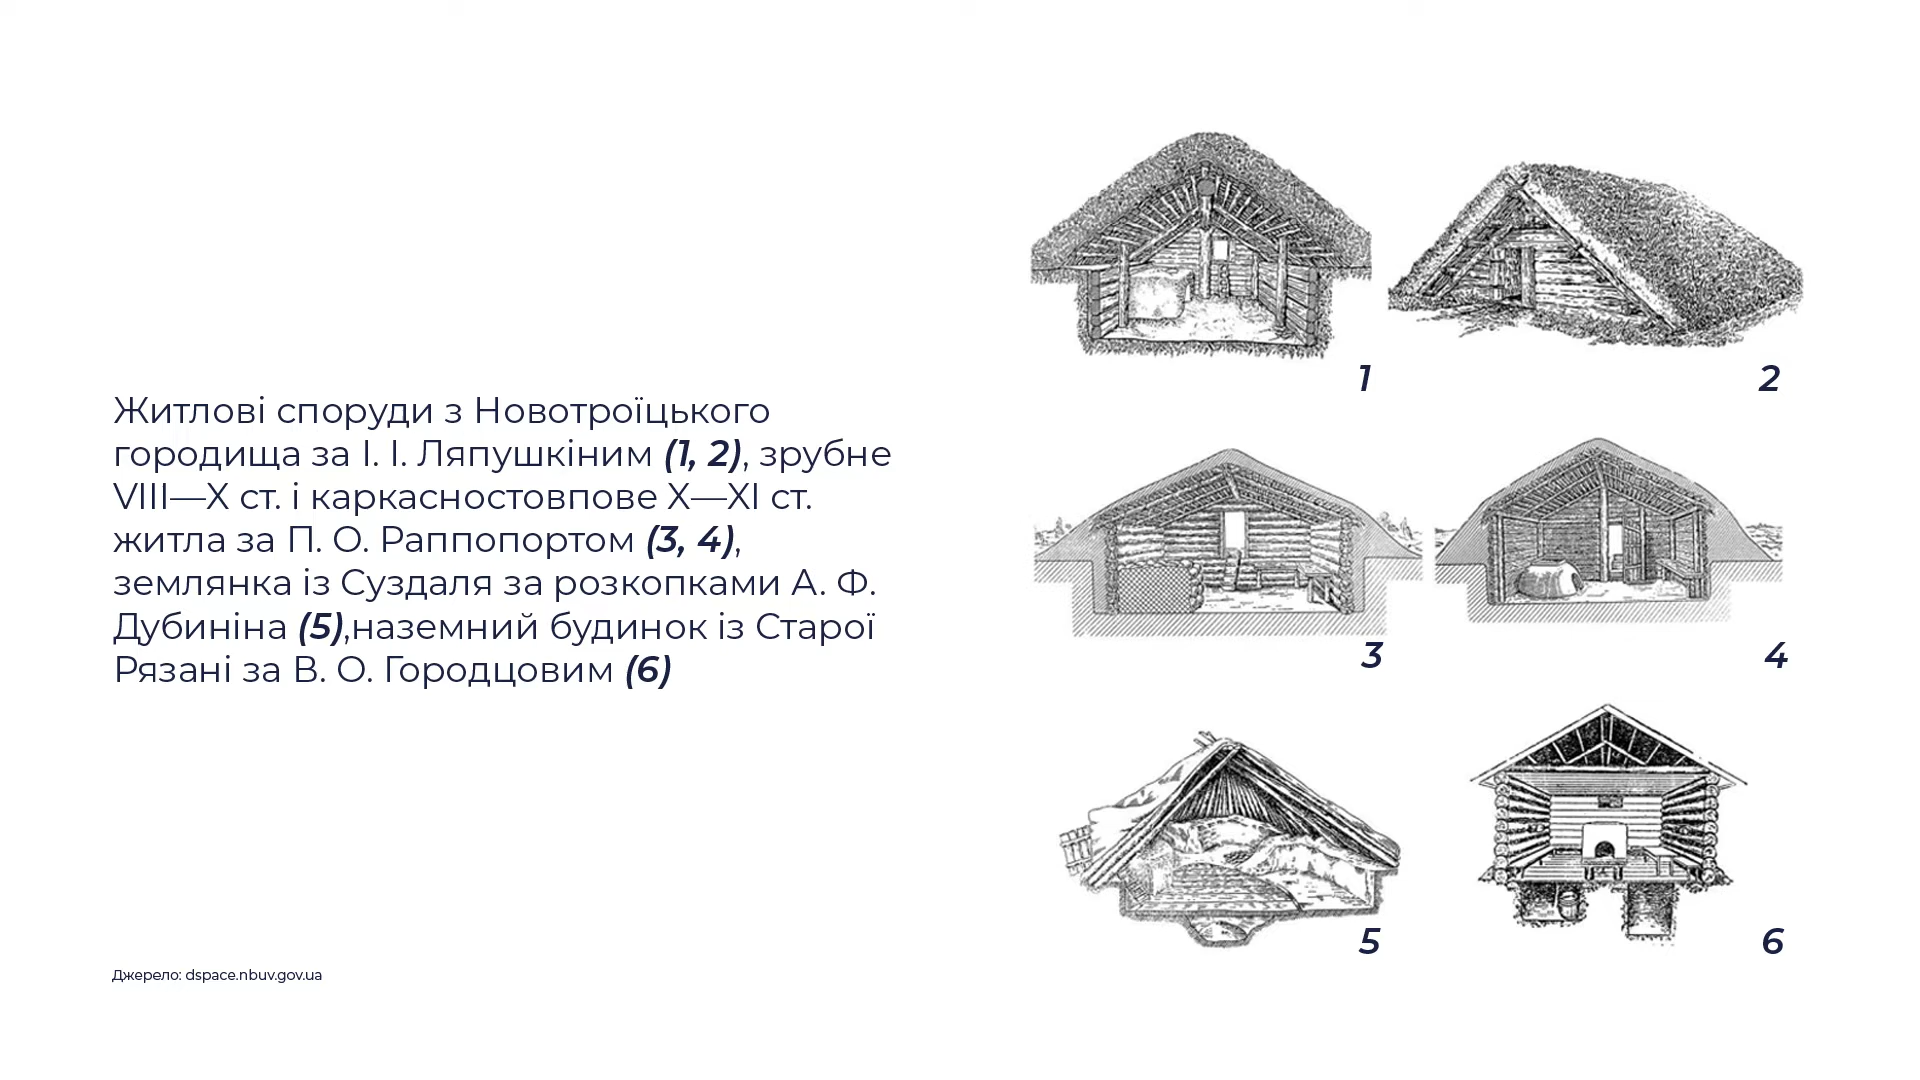 Житлові споруди з Новотроїцького
городища за І. І. Ляпушкіним (1, 2), зрубне
VIII—X ст. і каркасностовпове X—XI ст.
житла за П. О. Раппопортом (3, 4),
землянка із Суздаля за розкопками А. Ф.
Дубиніна (5),наземний будинок із Старої
Рязані за В. О. Городцовим (6)
Джерело: dspace.nbuv.gov.ua
1
2
3
4
5
6